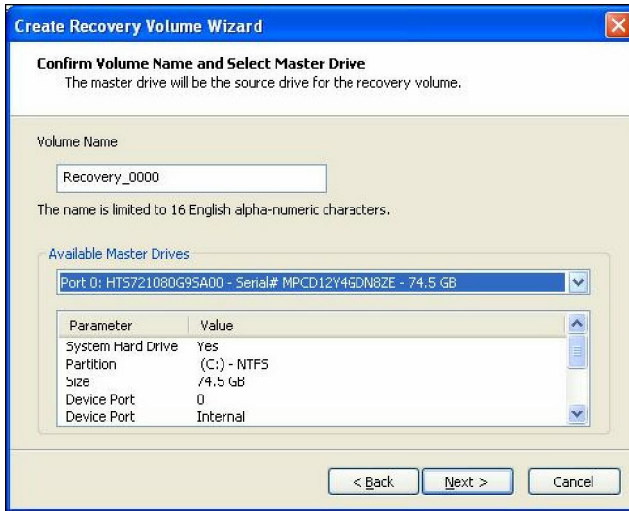 Create Recovery Volume Wizard
Confirm Volume Name and Select Master Drive
The master drive will be the source drive for the recovery volume.
Volume Name
Recovery_0000
The name is limited to 16 English alpha-numeric characters.
Available Master Drives
Port 0: HTS721080G9SA00 - Serial# MPCD12Y4GDN8ZE - 74.5 GB
Parameter Value
System Hard Drive Yes
Partition (C:) - NTFS
Size 74.5 GB
Device Port 0
Device Port Internal
< Back Next > Cancel